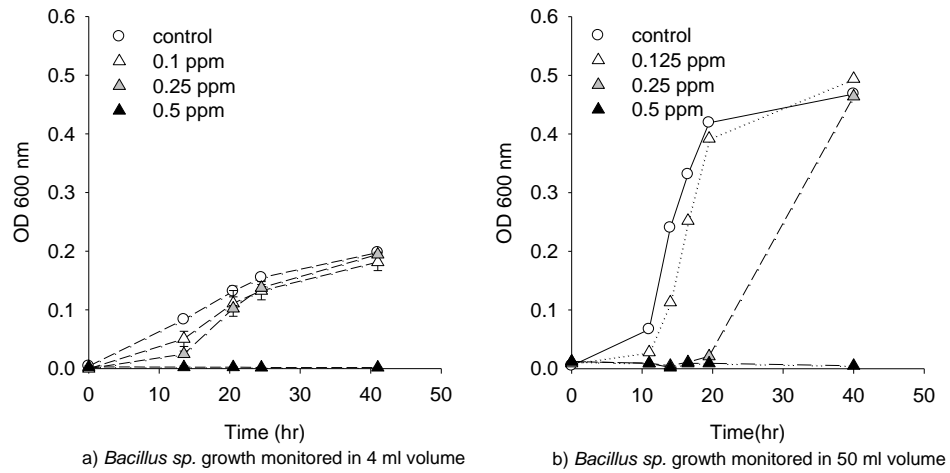 control
0.1 ppm
0.25 ppm
0.5 ppm
OD 600 nm
0.6
0.5
0.4
0.3
0.2
0.1
0.0
0 10 20 30 40 50
Time (hr)
a) Bacillus sp. growth monitored in 4 ml volume
control
0.125 ppm
0.25 ppm
0.5 ppm
OD 600 nm
0.6
0.5
0.4
0.3
0.2
0.1
0.0
0 10 20 30 40 50
Time(hr)
b) Bacillus sp. growth monitored in 50 ml volume